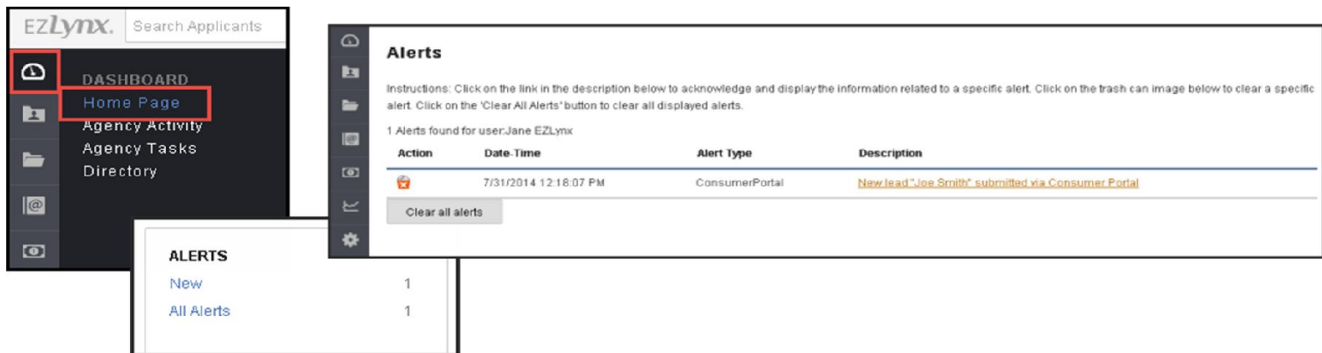 EZLynx. Search Applicants
DASHBOARD
Home Page
Agency Activity
Agency Tasks
Directory
ALERTS
New 1
All Alerts 1
Alerts
Instructions: Click on the link in the description below to acknowledge and display the information related to a specific alert. Click on the trash can image below to clear a specific
alert. Click on the 'Clear All Alerts' button to clear all displayed alerts.
1 Alerts found for user:Jane EZLynx
Action Date-Time Alert Type Description
7/31/2014 12:18:07 PM ConsumerPortal New lead "Joe Smith" submitted via Consumer Portal
Clear all alerts